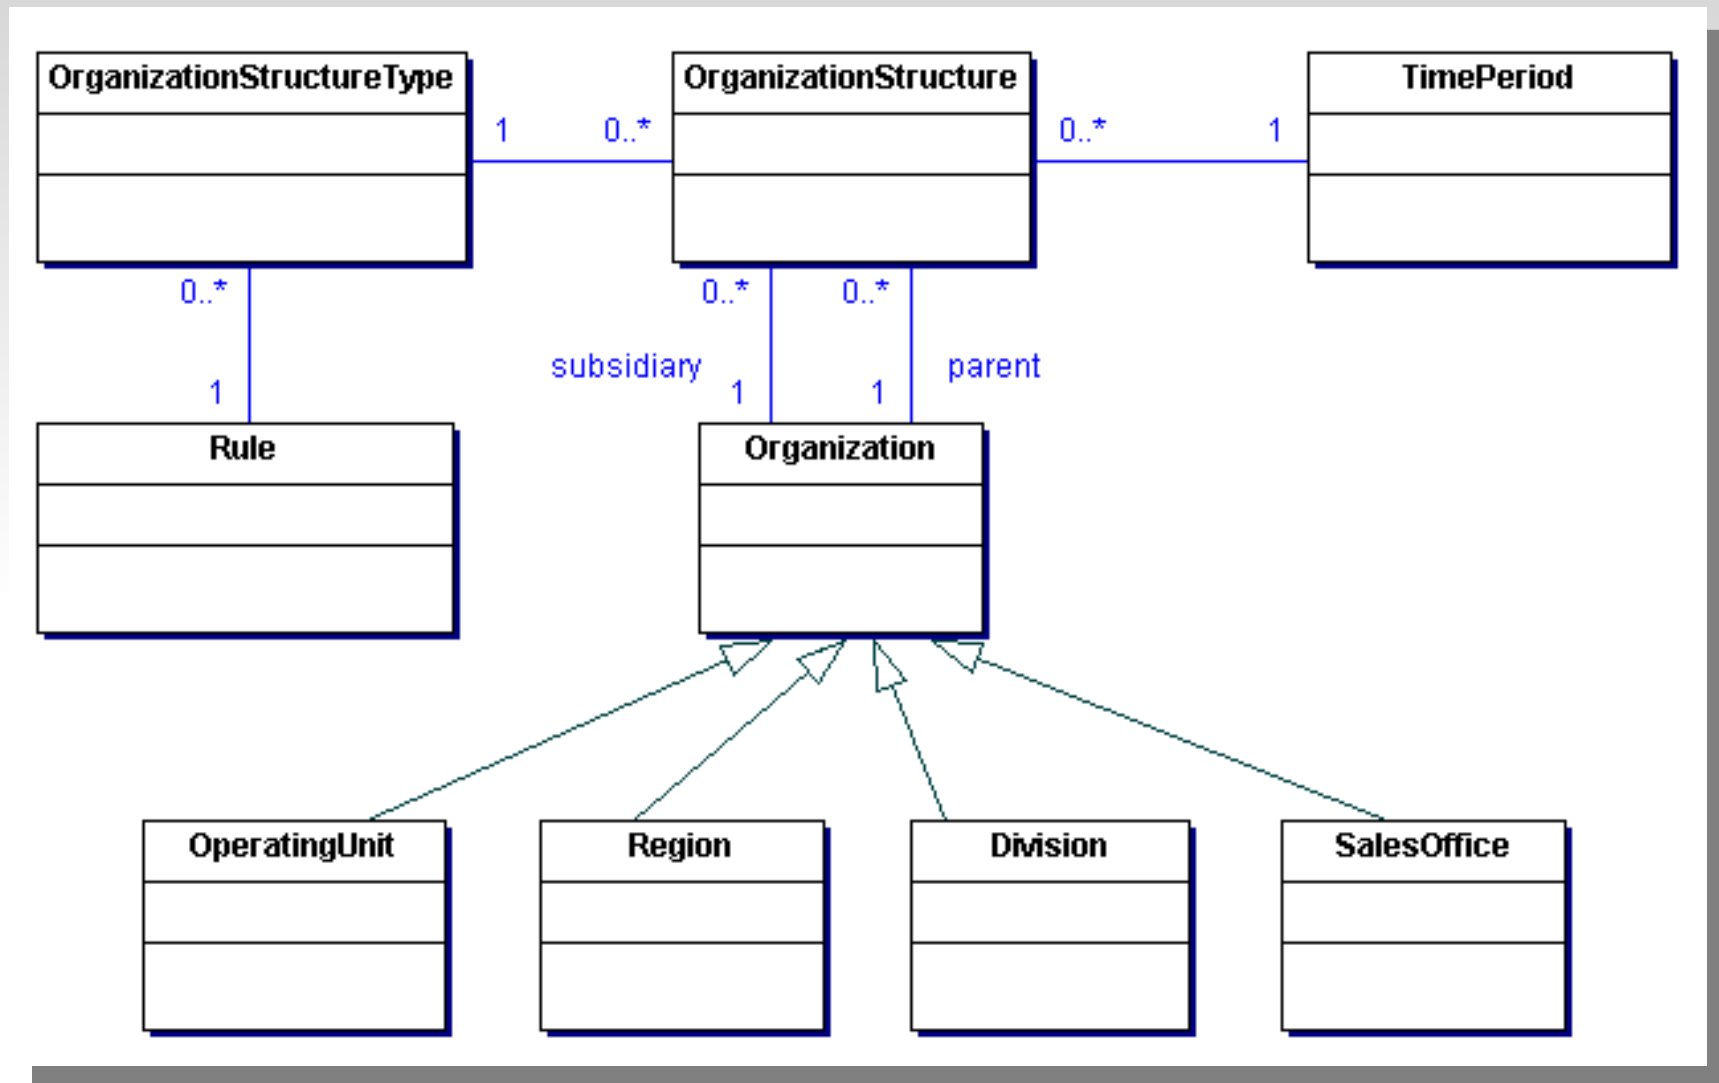 OrganizationStructureType
OrganizationStructure
TimePeriod
1
0..*
0..*
1
0..*
0..*
0..*
subsidiary
parent
1
1
1
Rule
Organization
OperatingUnit
Region
Division
SalesOffice